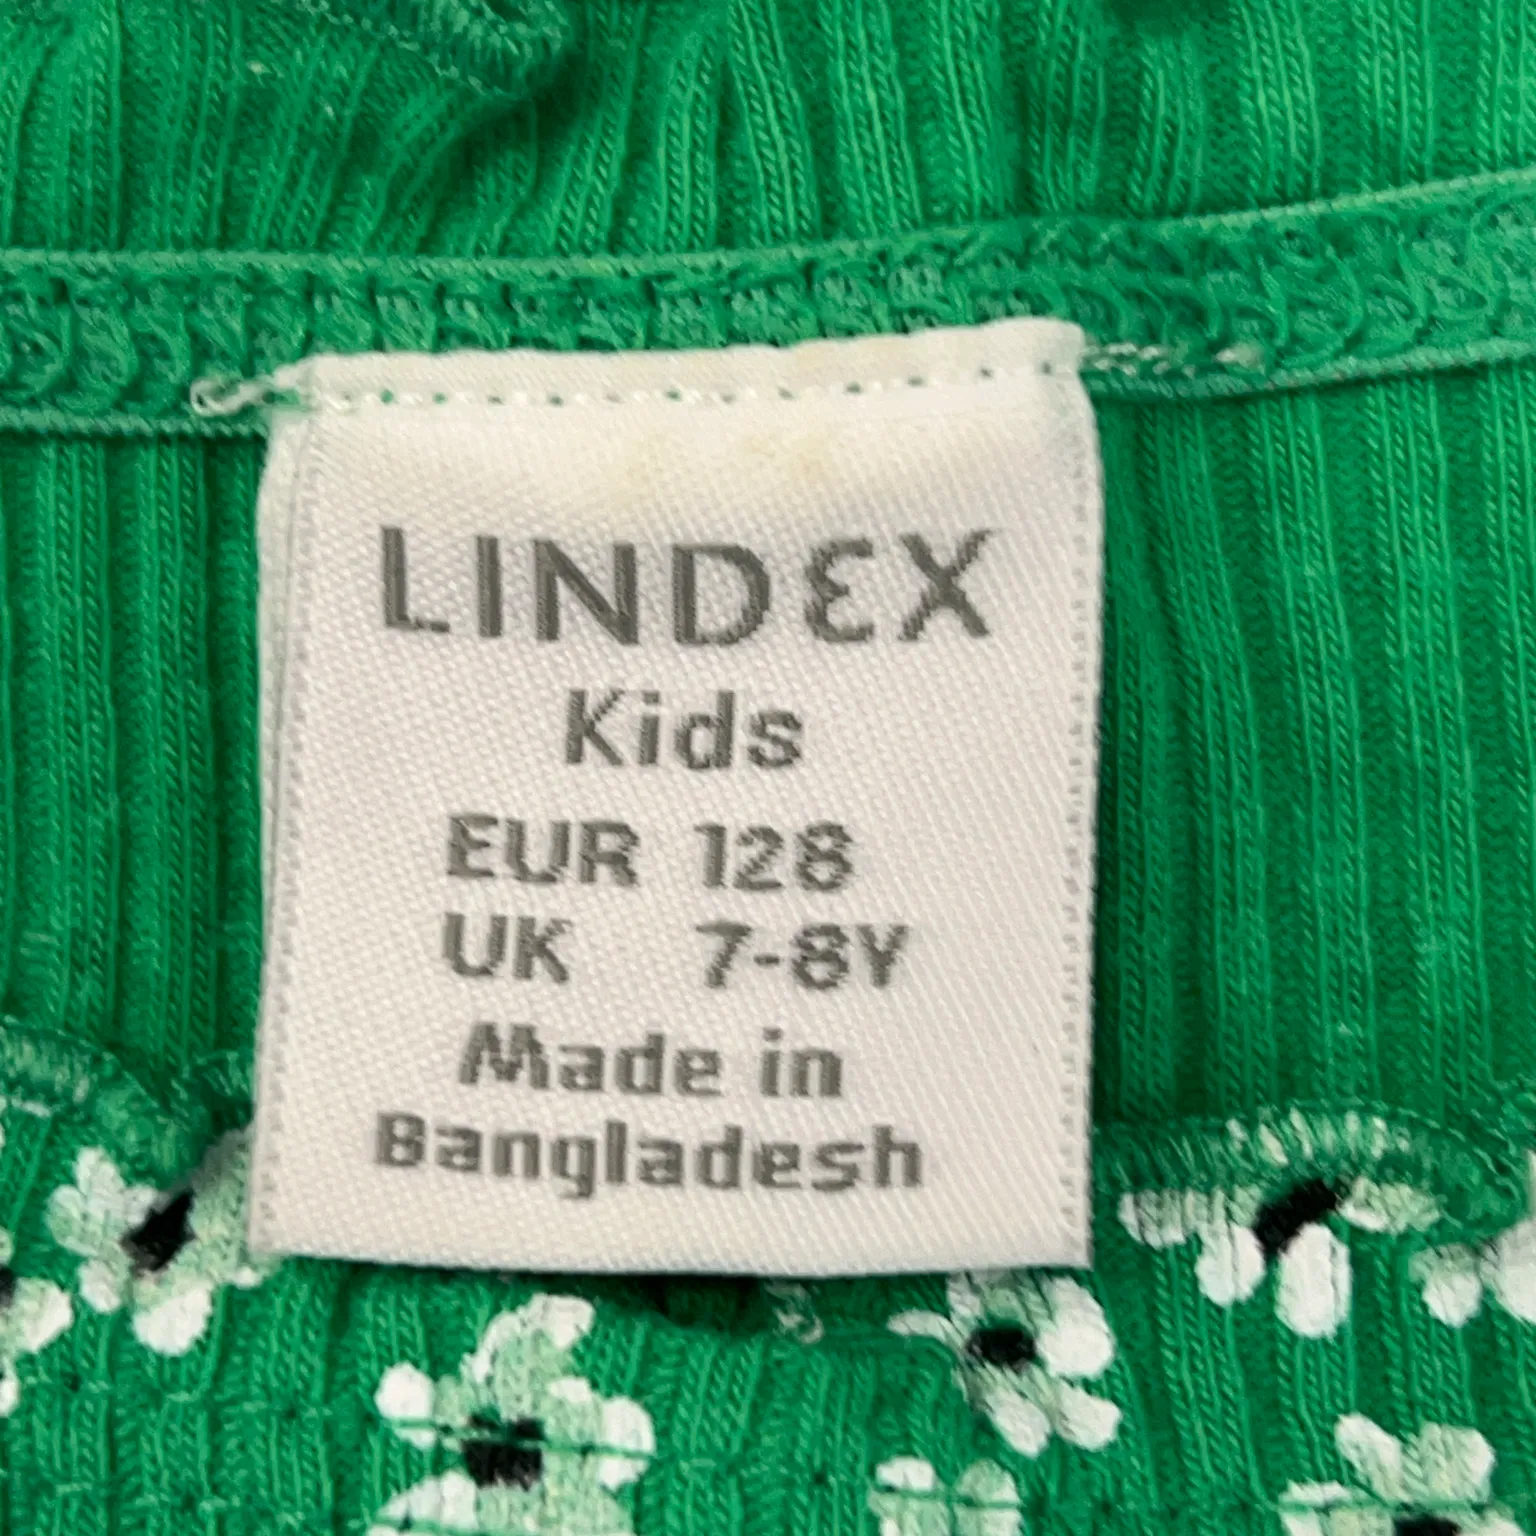 LINDEX
Kids
EUR 128
UK 7-8Y
Made in
Bangladesh